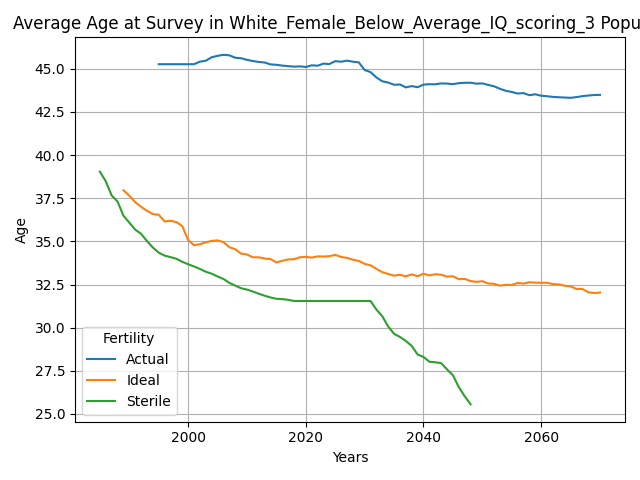 Average Age at Survey in White_Female_Below_Average_IQ_scoring_3 Popu
45.0
42.5
40.0
37.5
35.0
32.5
30.0
27.5
25.0
Age
Fertility
Actual
Ideal
Sterile
2000 2020 2040 2060
Years